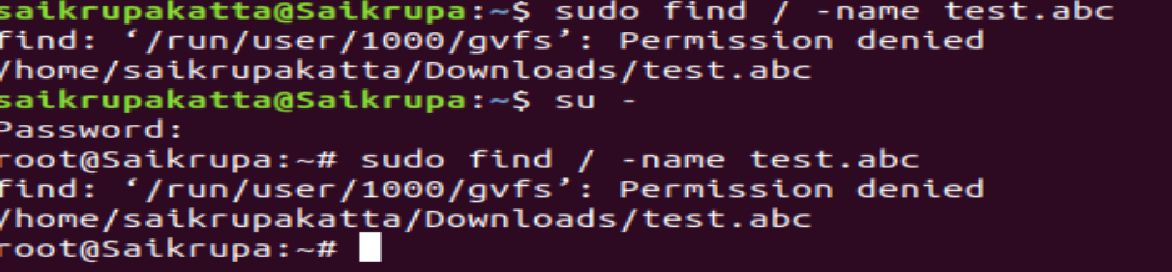 saikrupakatta@Saikrupa:~$ sudo find / -name test.abc
find: ‘/run/user/1000/gvfs’: Permission denied
/home/saikrupakatta/Downloads/test.abc
saikrupakatta@Saikrupa:~$ su -
Password:
root@Saikrupa:~# sudo find / -name test.abc
find: ‘/run/user/1000/gvfs’: Permission denied
/home/saikrupakatta/Downloads/test.abc
root@Saikrupa:~#